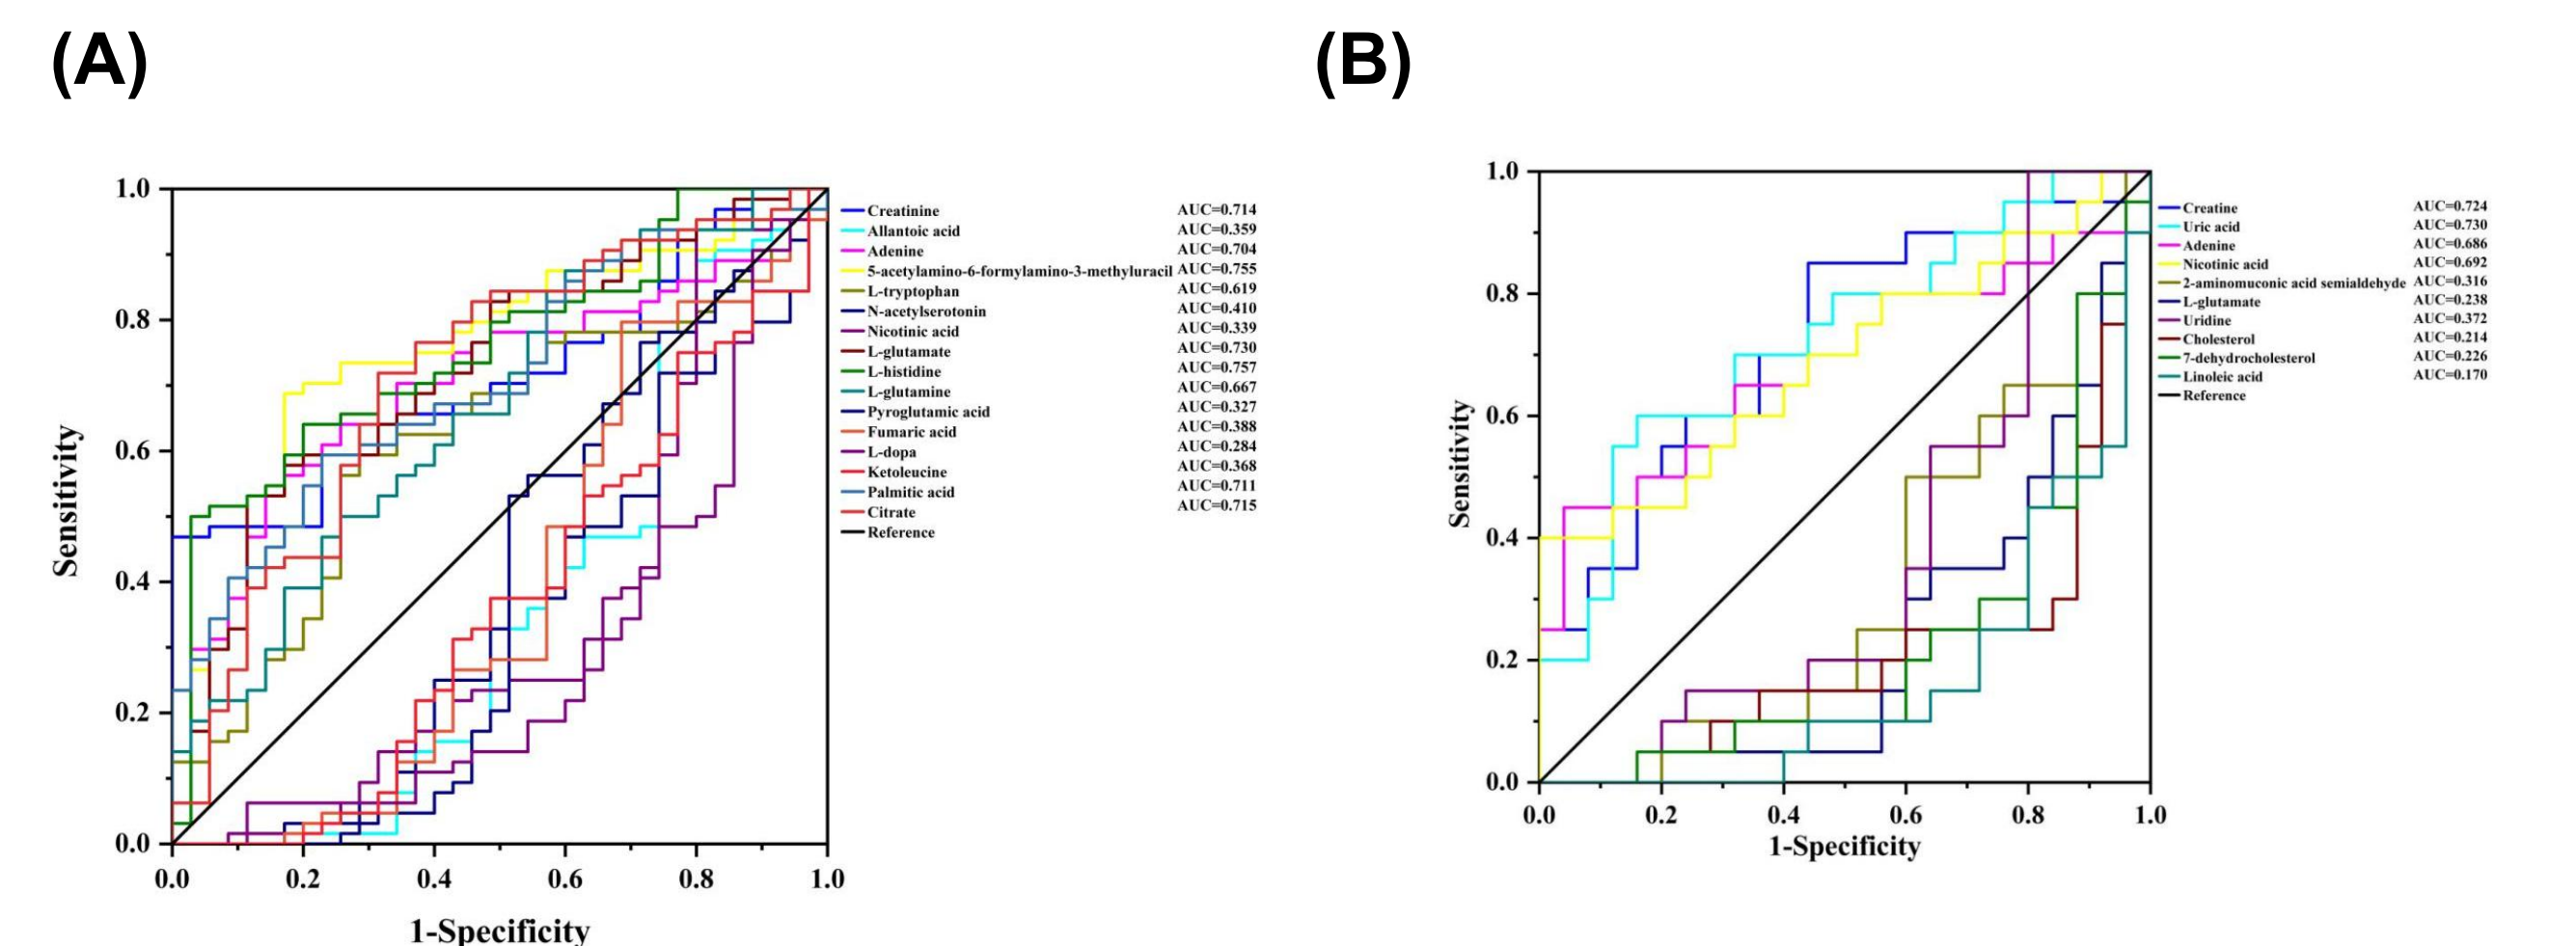 (A)
Sensitivity
1.0
0.8
0.6
0.4
0.2
0.0
0.0 0.2 0.4 0.6 0.8 1.0
1-Specificity
Creatinine AUC=0.714
Allantoic acid AUC=0.359
Adenine AUC=0.704
5-acetylamino-6-formylamino-3-methyluracil AUC=0.755
L-tryptophan AUC=0.619
N-acetylserotonin AUC=0.410
Nicotinic acid AUC=0.339
L-glutamate AUC=0.730
L-histidine AUC=0.757
L-glutamine AUC=0.667
Pyroglutamic acid AUC=0.327
Fumaric acid AUC=0.388
L-dopa AUC=0.284
Ketoleucine AUC=0.368
Palmitic acid AUC=0.711
Citrate AUC=0.715
Reference
(B)
Sensitivity
1.0
0.8
0.6
0.4
0.2
0.0
0.0 0.2 0.4 0.6 0.8 1.0
1-Specificity
Creatine AUC=0.724
Uric acid AUC=0.730
Adenine AUC=0.686
Nicotinic acid AUC=0.692
2-aminomuconic acid semialdehyde AUC=0.316
L-glutamate AUC=0.238
Uridine AUC=0.372
Cholesterol AUC=0.214
7-dehydrocholesterol AUC=0.226
Linoleic acid AUC=0.170
Reference